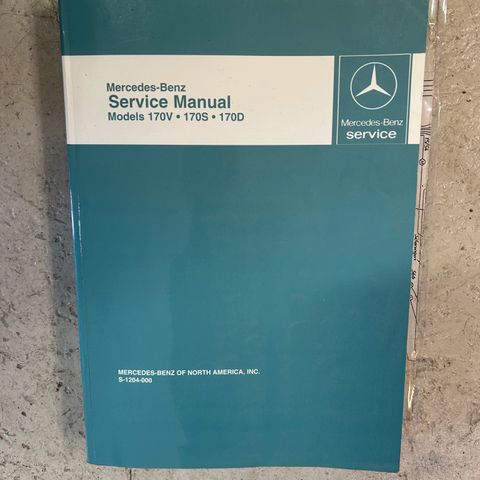 Mercedes-Benz
Service Manual
Models 170V • 170S • 170D
Mercedes-Benz
service
MERCEDES-BENZ OF NORTH AMERICA, INC.
S-1204-000